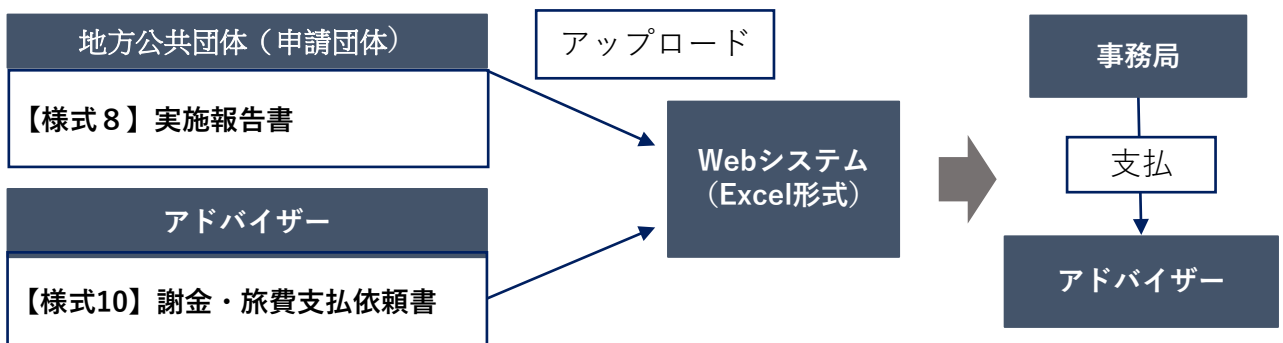 地方公共団体（申請団体）
【様式８】実施報告書
アドバイザー
【様式10】謝金・旅費支払依頼書
アップロード
Webシステム
（Excel形式）
事務局
支払
アドバイザー